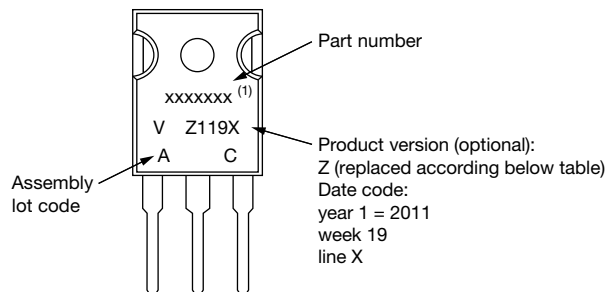 Part number
xxxxxxx (1)
V Z119X
A C
Assembly
lot code
Product version (optional):
Z (replaced according below table)
Date code:
year 1 = 2011
week 19
line X